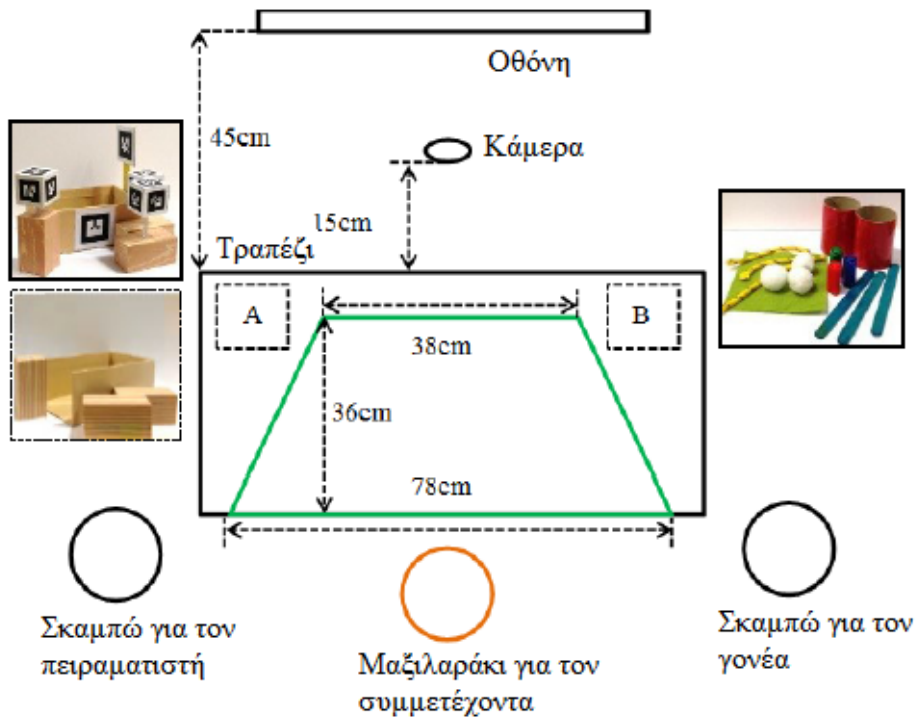 Οθόνη
45cm
Κάμερα
15cm
Τραπέζι
A
B
38cm
36cm
78cm
Σκαμπώ για τον
πειραματιστή
Μαξιλαράκι για τον
συμμετέχοντα
Σκαμπώ για τον
γονέα